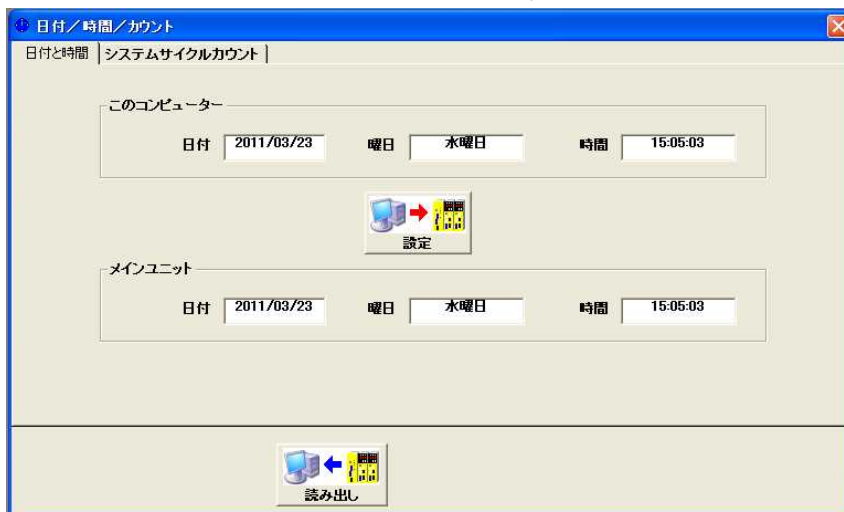 日付/時間/カウント
日付と時間 システムサイクルカウント
このコンピューター
日付 2011/03/23 曜日 水曜日 時間 15:05:03
設定
メインユニット
日付 2011/03/23 曜日 水曜日 時間 15:05:03
読み出し